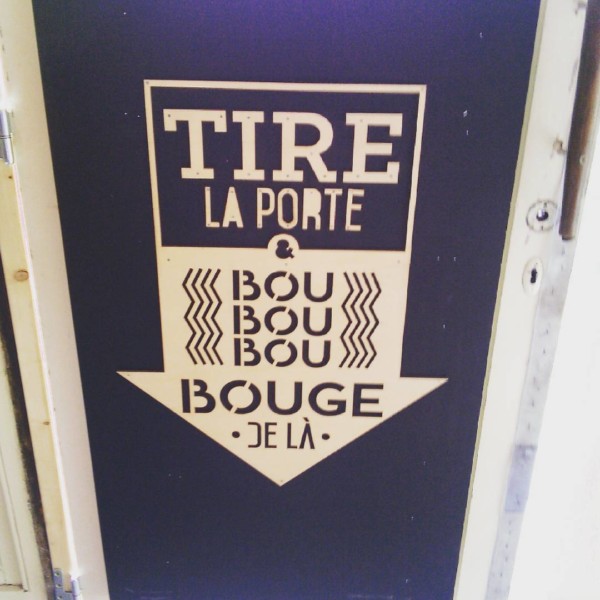 TIRE
LA PORTE
&
BOU
BOU
BOU
BOUGE
• DE LÀ •